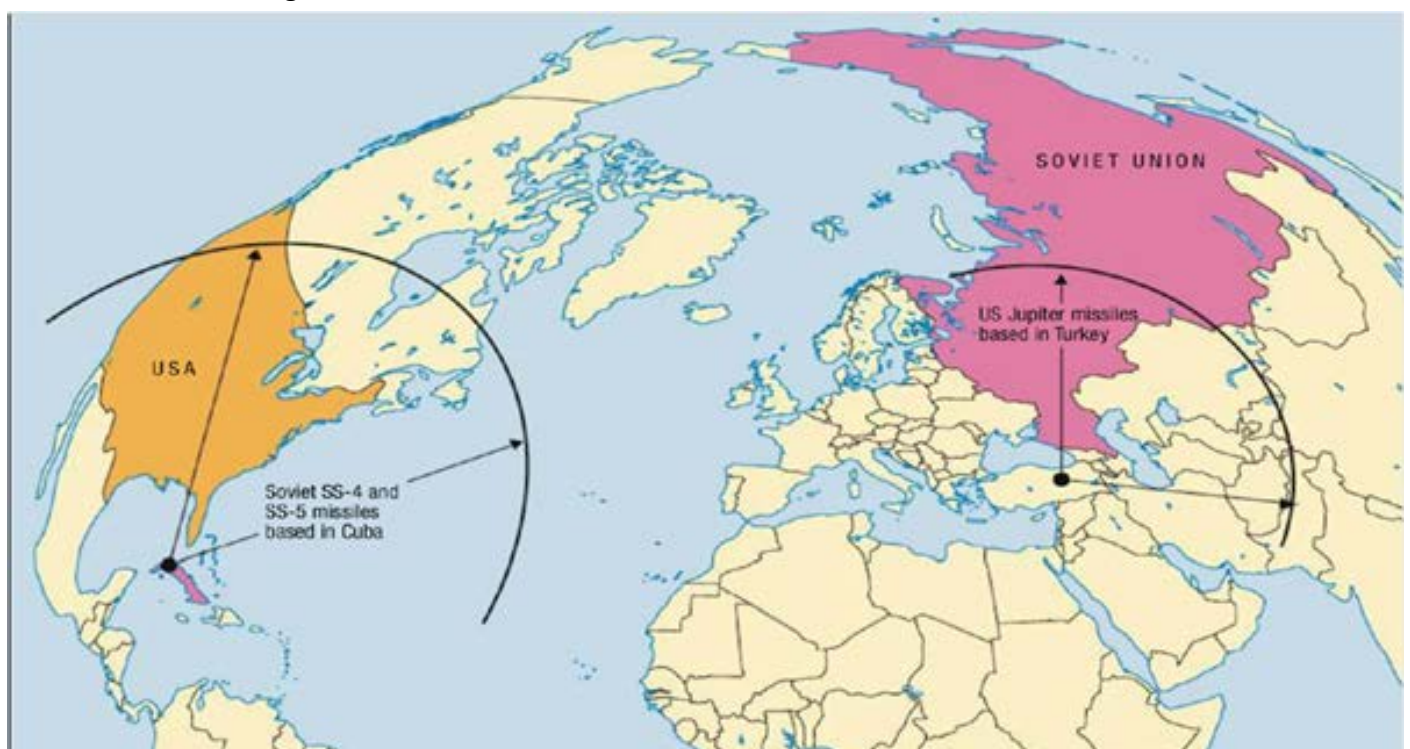 SOVIET UNION
US Jupiter missiles
based in Turkey
USA
Soviet SS-4 and
SS-5 missiles
based in Cuba